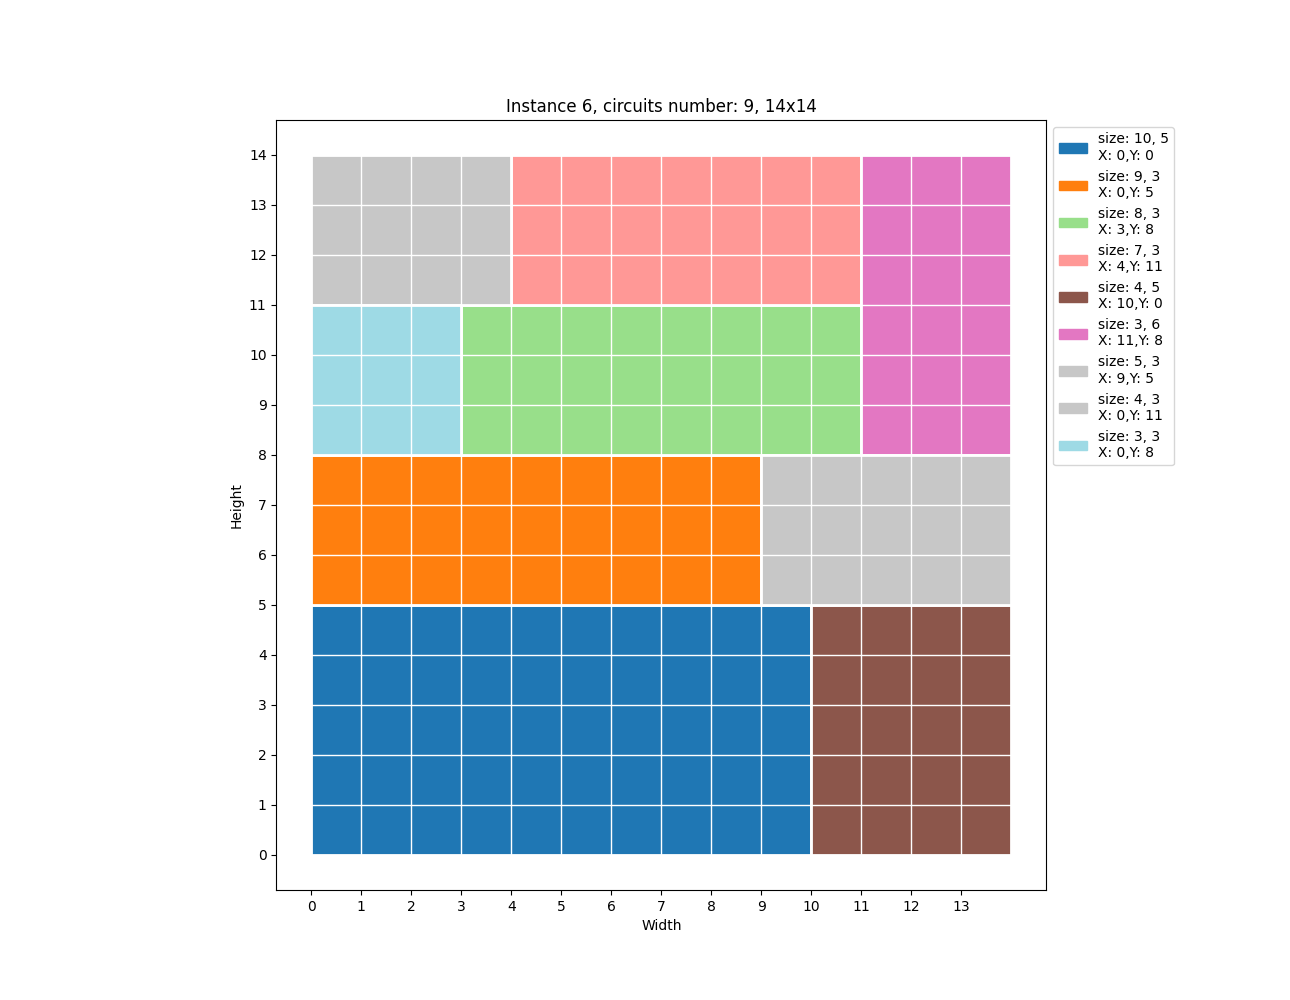 Instance 6, circuits number: 9, 14x14
size: 10, 5
X: 0,Y: 0
size: 9, 3
X: 0,Y: 5
size: 8, 3
X: 3,Y: 8
size: 7, 3
X: 4,Y: 11
size: 4, 5
X: 10,Y: 0
size: 3, 6
X: 11,Y: 8
size: 5, 3
X: 9,Y: 5
size: 4, 3
X: 0,Y: 11
size: 3, 3
X: 0,Y: 8
14
13
12
11
10
9
8
7
6
5
4
3
2
1
0
Height
0 1 2 3 4 5 6 7 8 9 10 11 12 13
Width